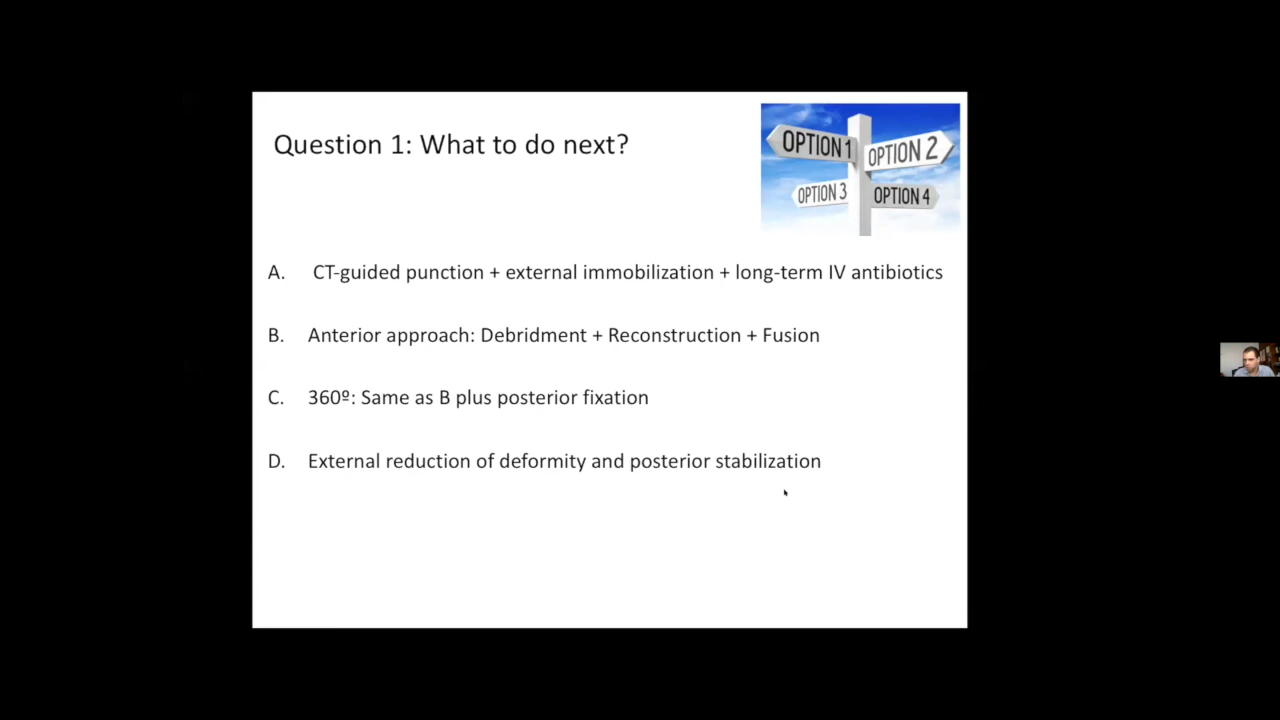 Question 1: What to do next?
OPTION 1
OPTION 2
OPTION 3
OPTION 4
A. CT-guided punction + external immobilization + long-term IV antibiotics
B. Anterior approach: Debridment + Reconstruction + Fusion
C. 360º: Same as B plus posterior fixation
D. External reduction of deformity and posterior stabilization